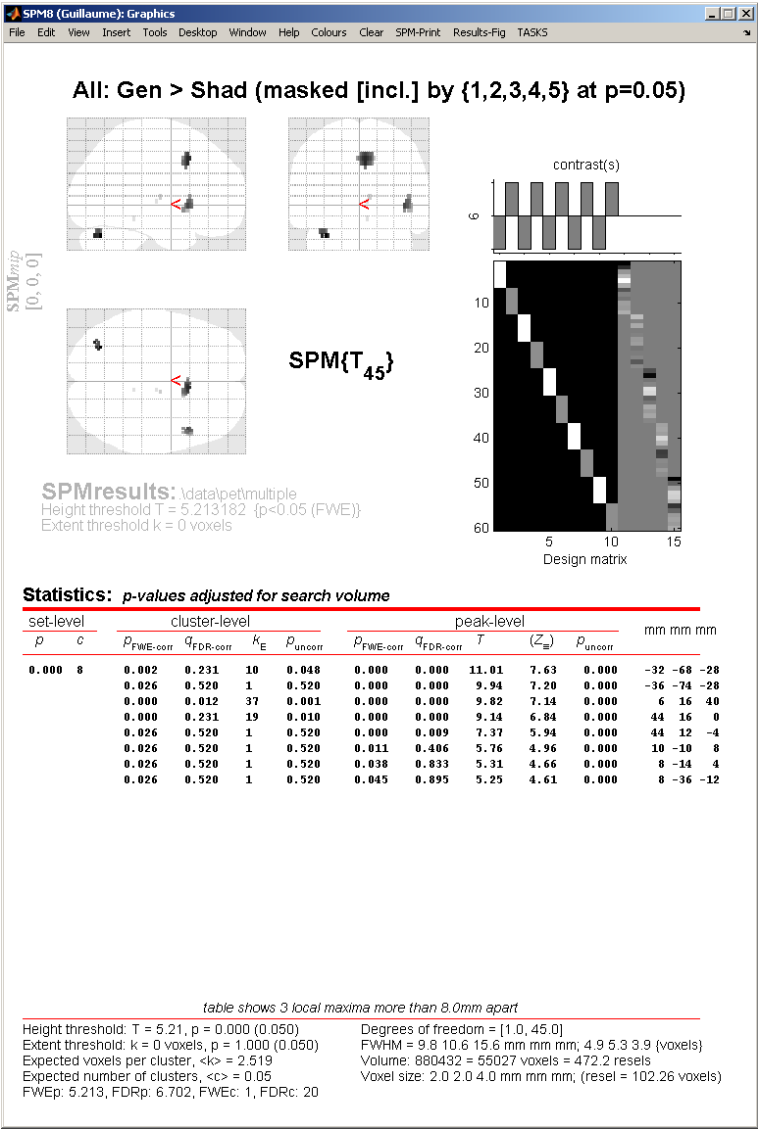 SPM8 (Guillaume): Graphics
File Edit View Insert Tools Desktop Window Help Colours Clear SPM-Print Results-Fig TASKS
All: Gen > Shad (masked [incl.] by {1,2,3,4,5} at p=0.05)
contrast(s)
6
<
<
SPMmip
[0, 0, 0]
<
SPM{T45}
10
20
30
40
50
60
5 10 15
Design matrix
SPMresults: .\data\pet\multiple
Height threshold T = 5.213182 {p<0.05 (FWE)}
Extent threshold k = 0 voxels
Statistics: p-values adjusted for search volume
set-level cluster-level peak-level mm mm mm
p c pFWE-corr qFDR-corr kE puncorr pFWE-corr qFDR-corr T (Z≡) puncorr
0.000 8 0.002 0.231 10 0.048 0.000 0.000 11.01 7.63 0.000 -32 -68 -28
0.026 0.520 1 0.520 0.000 0.000 9.94 7.20 0.000 -36 -74 -28
0.000 0.012 37 0.001 0.000 0.000 9.82 7.14 0.000 6 16 40
0.000 0.231 19 0.010 0.000 0.000 9.14 6.84 0.000 44 16 0
0.026 0.520 1 0.520 0.000 0.009 7.37 5.94 0.000 44 12 -4
0.026 0.520 1 0.520 0.011 0.406 5.76 4.96 0.000 10 -10 8
0.026 0.520 1 0.520 0.038 0.833 5.31 4.66 0.000 8 -14 4
0.026 0.520 1 0.520 0.045 0.895 5.25 4.61 0.000 8 -36 -12
table shows 3 local maxima more than 8.0mm apart
Height threshold: T = 5.21, p = 0.000 (0.050) Degrees of freedom = [1.0, 45.0]
Extent threshold: k = 0 voxels, p = 1.000 (0.050) FWHM = 9.8 10.6 15.6 mm mm mm; 4.9 5.3 3.9 {voxels}
Expected voxels per cluster, <k> = 2.519 Volume: 880432 = 55027 voxels = 472.2 resels
Expected number of clusters, <c> = 0.05 Voxel size: 2.0 2.0 4.0 mm mm mm; (resel = 102.26 voxels)
FWEp: 5.213, FDRp: 6.702, FWEc: 1, FDRc: 20